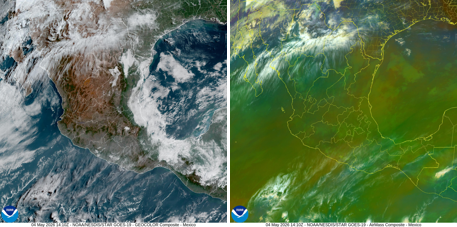 04 May 2026 14:10Z - NOAA/NESDIS/STAR GOES-19 - GEOCOLOR Composite - Mexico
04 May 2026 14:10Z - NOAA/NESDIS/STAR GOES-19 - AirMass Composite - Mexico